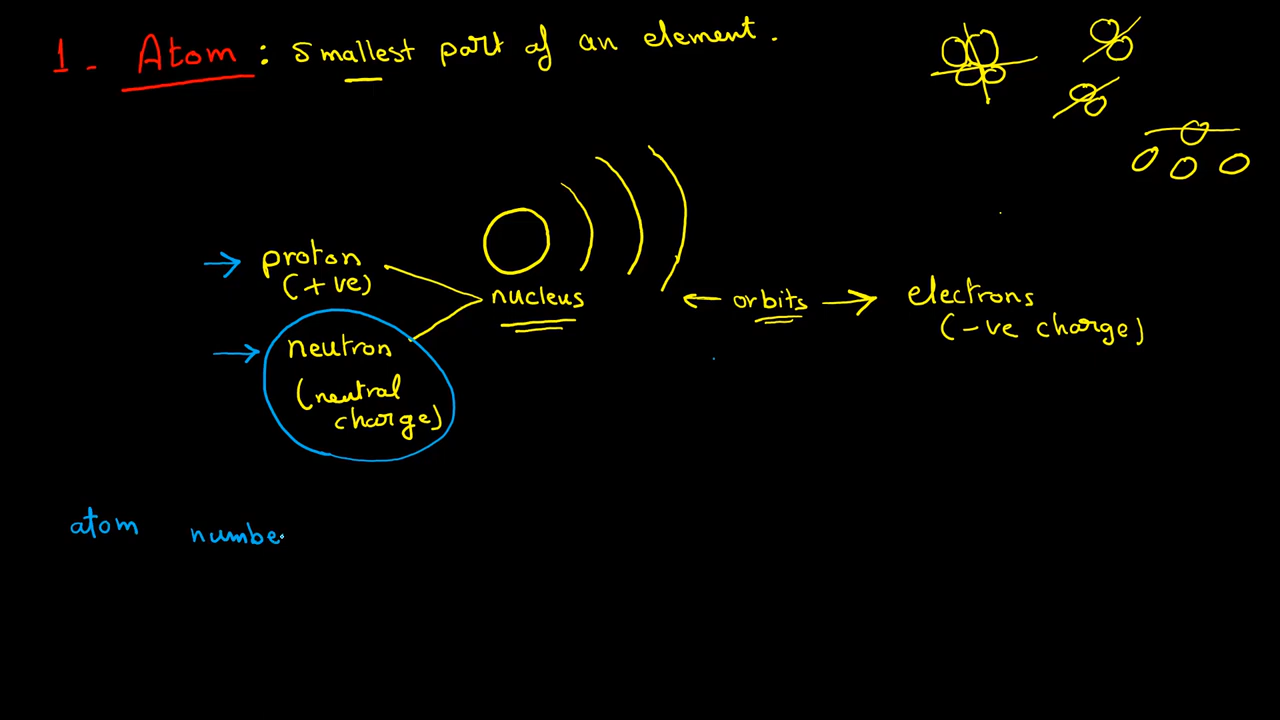 1. Atom : Smallest part of an element.
proton
(+ve)
nucleus
← orbits →
electrons
(-ve charge)
neutron
(neutral
charge)
atom numbe